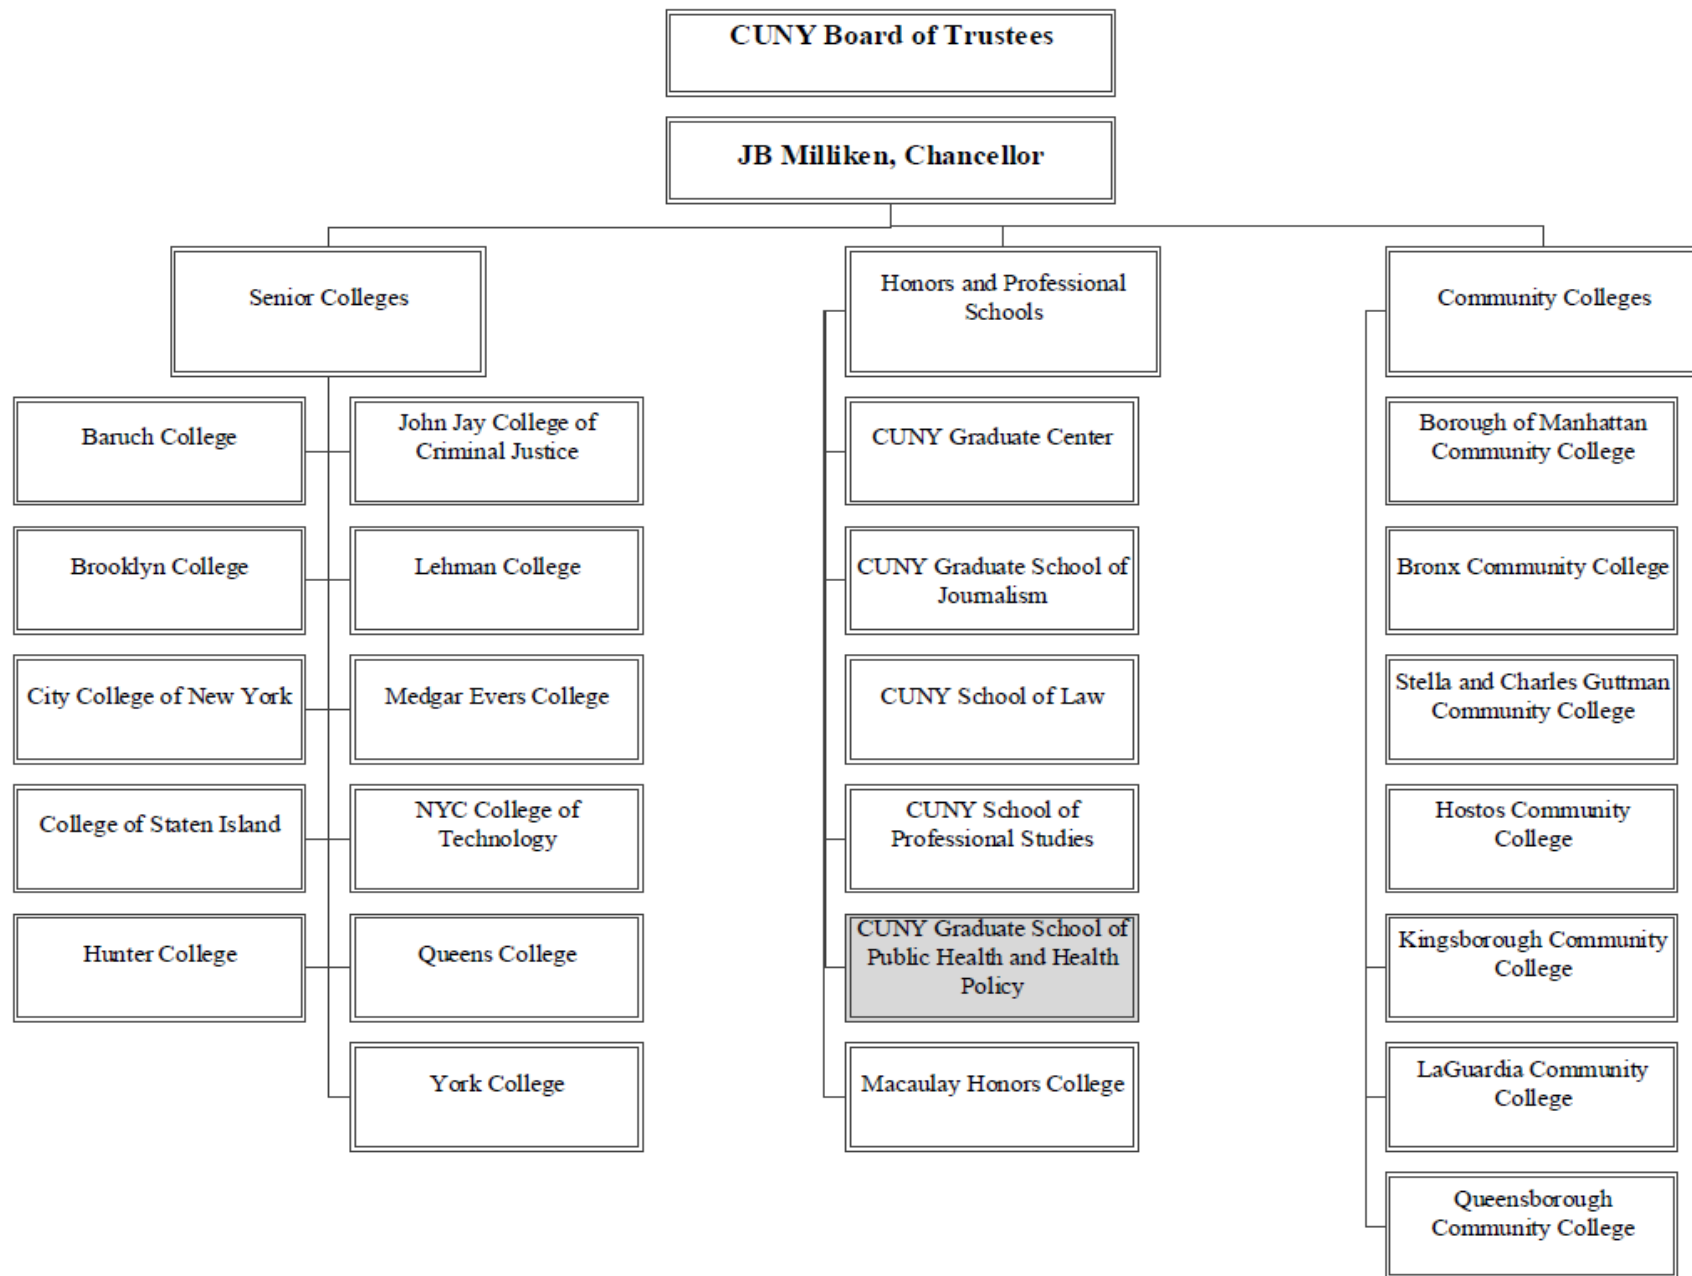 CUNY Board of Trustees
JB Milliken, Chancellor
Senior Colleges
Baruch College
John Jay College of
Criminal Justice
Brooklyn College
Lehman College
City College of New York
Medgar Evers College
College of Staten Island
NYC College of
Technology
Hunter College
Queens College
York College
Honors and Professional
Schools
CUNY Graduate Center
CUNY Graduate School of
Journalism
CUNY School of Law
CUNY School of
Professional Studies
CUNY Graduate School of
Public Health and Health
Policy
Macaulay Honors College
Community Colleges
Borough of Manhattan
Community College
Bronx Community College
Stella and Charles Guttman
Community College
Hostos Community
College
Kingsborough Community
College
LaGuardia Community
College
Queensborough
Community College